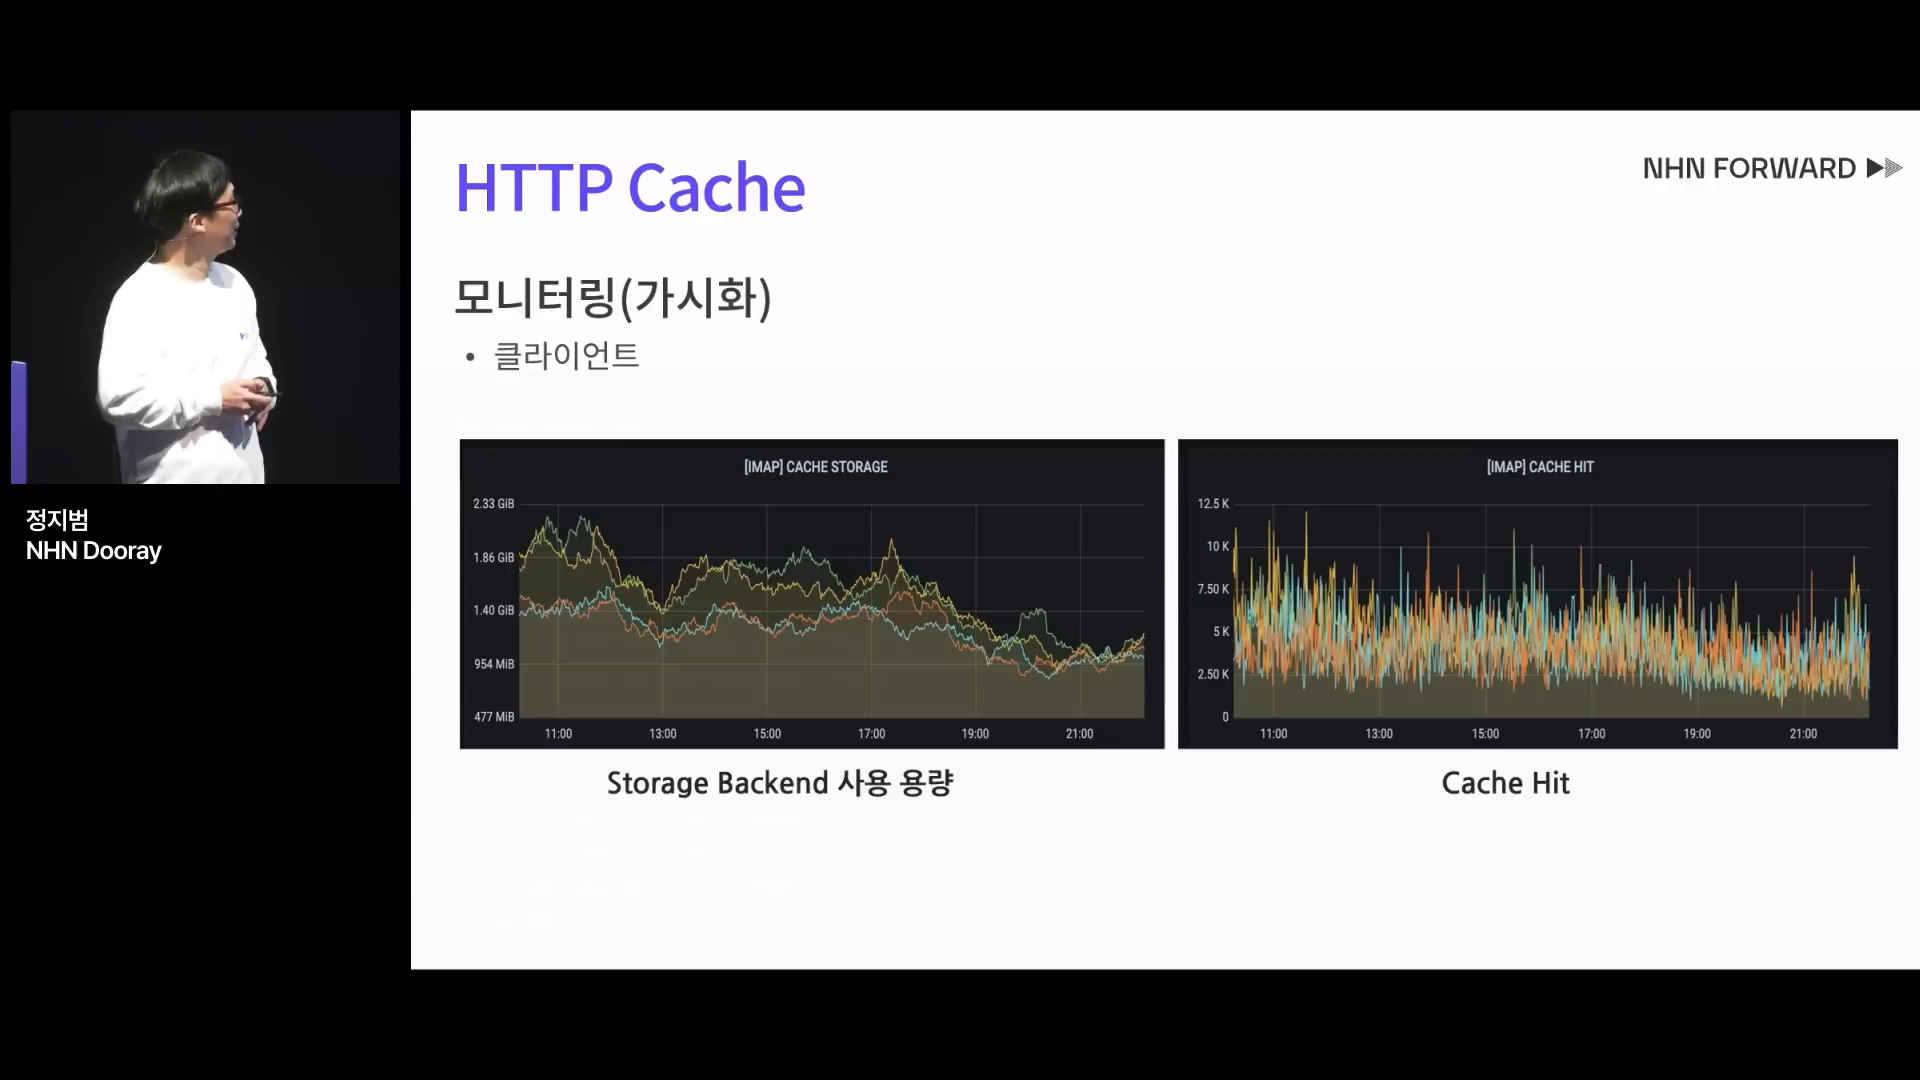 정지범
NHN Dooray
HTTP Cache
NHN FORWARD
모니터링(가시화)
• 클라이언트
[IMAP] CACHE STORAGE
2.33 GiB
1.86 GiB
1.40 GiB
954 MiB
477 MiB
11:00 13:00 15:00 17:00 19:00 21:00
Storage Backend 사용 용량
[IMAP] CACHE HIT
12.5 K
10 K
7.50 K
5 K
2.50 K
0
11:00 13:00 15:00 17:00 19:00 21:00
Cache Hit